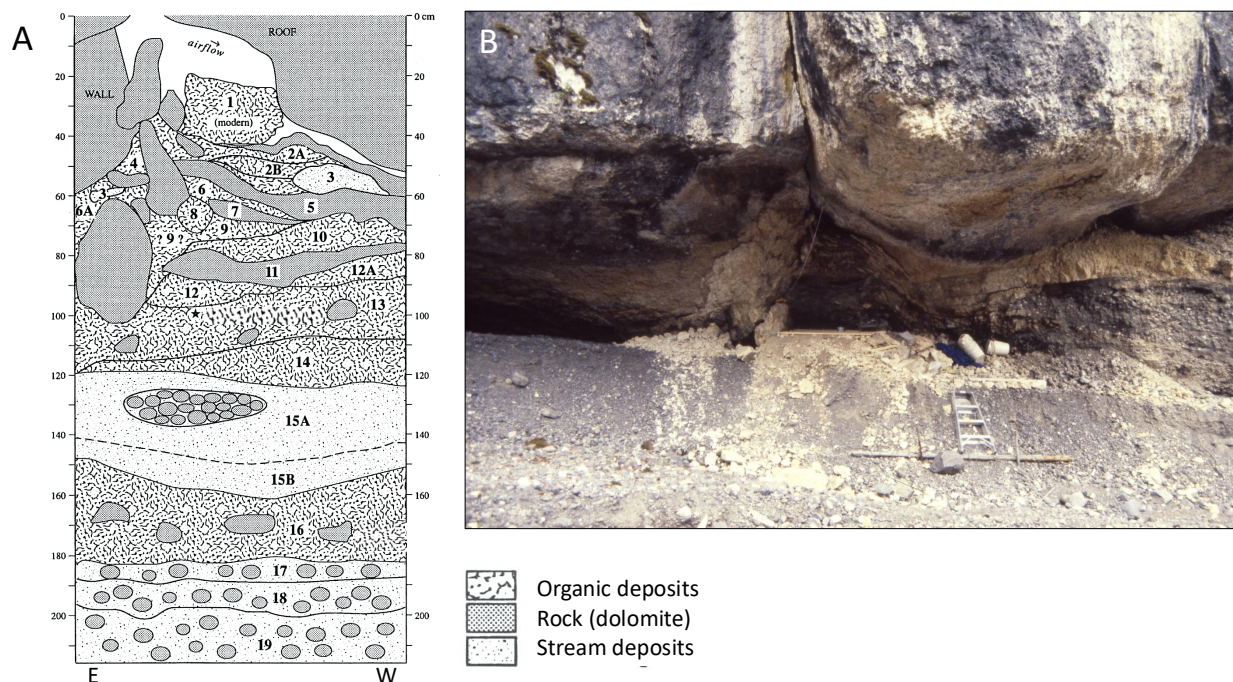 A
0
0 cm
ROOF
airflow
20
WALL
1
(modern)
40
40
2A
4
2B
3
3
6
60
60
6A
5
8
7
? 9 ?
9
10
80
80
11
12A
12
13
100
100
14
120
120
15A
140
140
15B
160
160
16
180
180
17
18
200
200
19
E
W
B
Organic deposits
Rock (dolomite)
Stream deposits